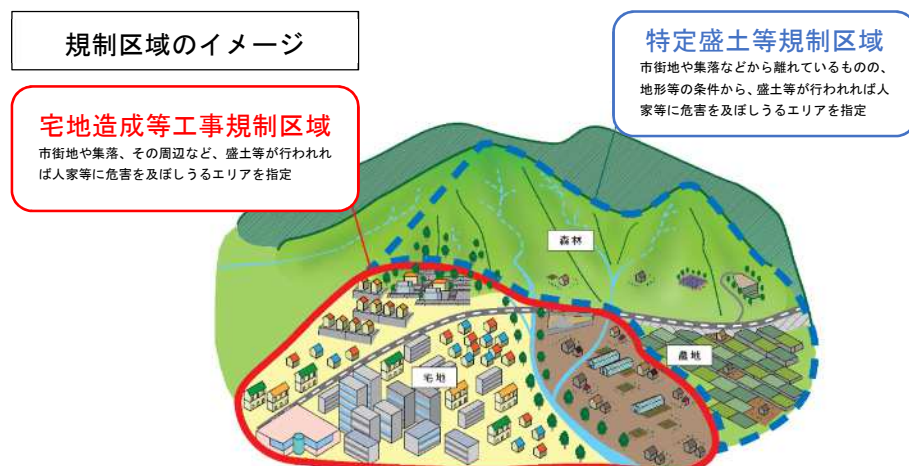 規制区域のイメージ
特定盛土等規制区域
市街地や集落などから離れているものの、
地形等の条件から、盛土等が行われれば人
家等に危害を及ぼしうるエリアを指定
宅地造成等工事規制区域
市街地や集落、その周辺など、盛土等が行われれ
ば人家等に危害を及ぼしうるエリアを指定
森林
農地
宅地